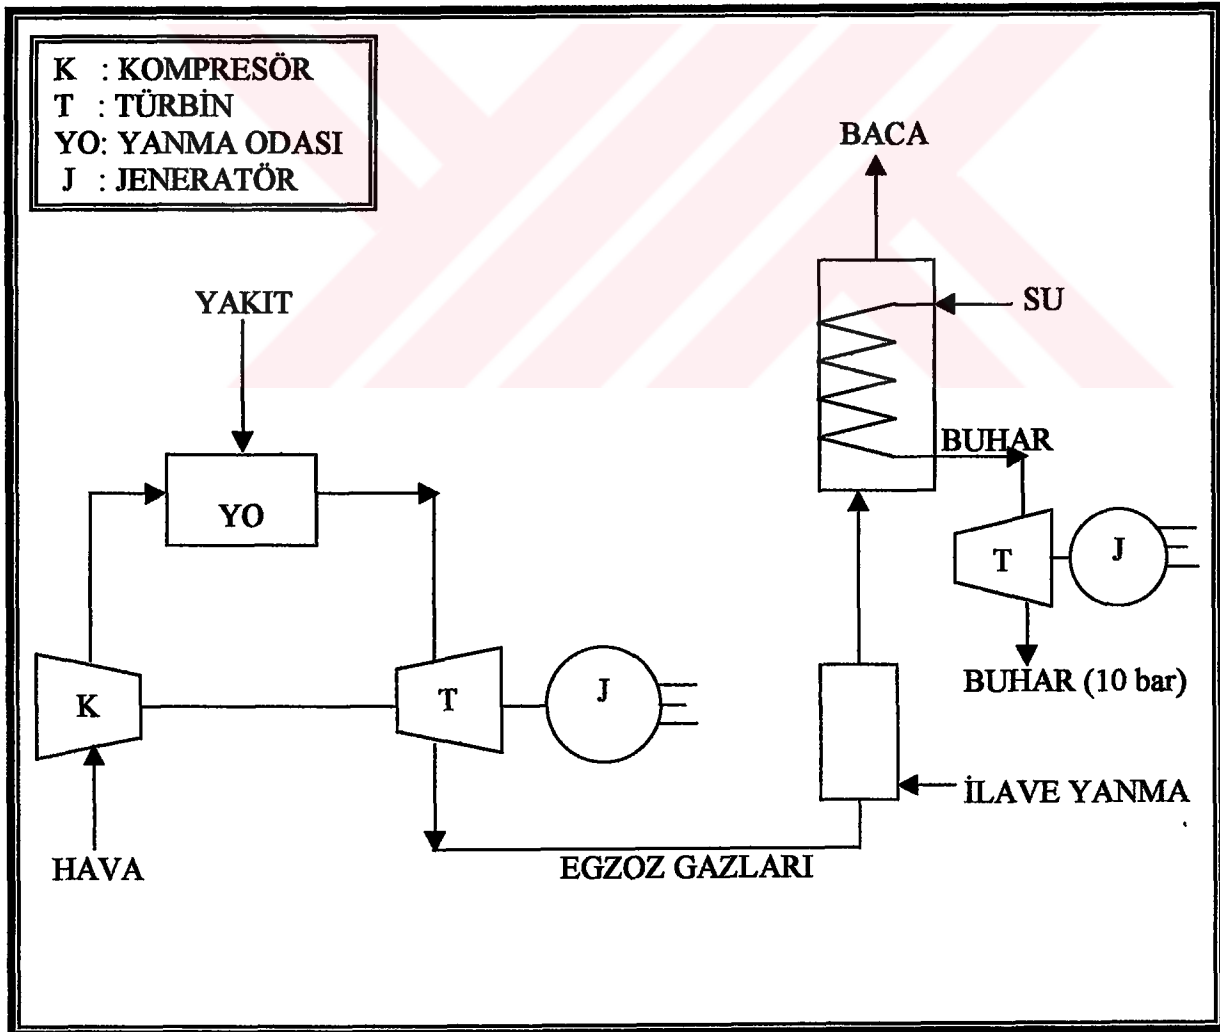 K : KOMPRESÖR
T : TÜRBİN
YO: YANMA ODASI
J : JENERATÖR
BACA
YAKIT
SU
BUHAR
YO
T
J
K
T
J
BUHAR (10 bar)
İLAVE YANMA
HAVA
EGZOZ GAZLARI